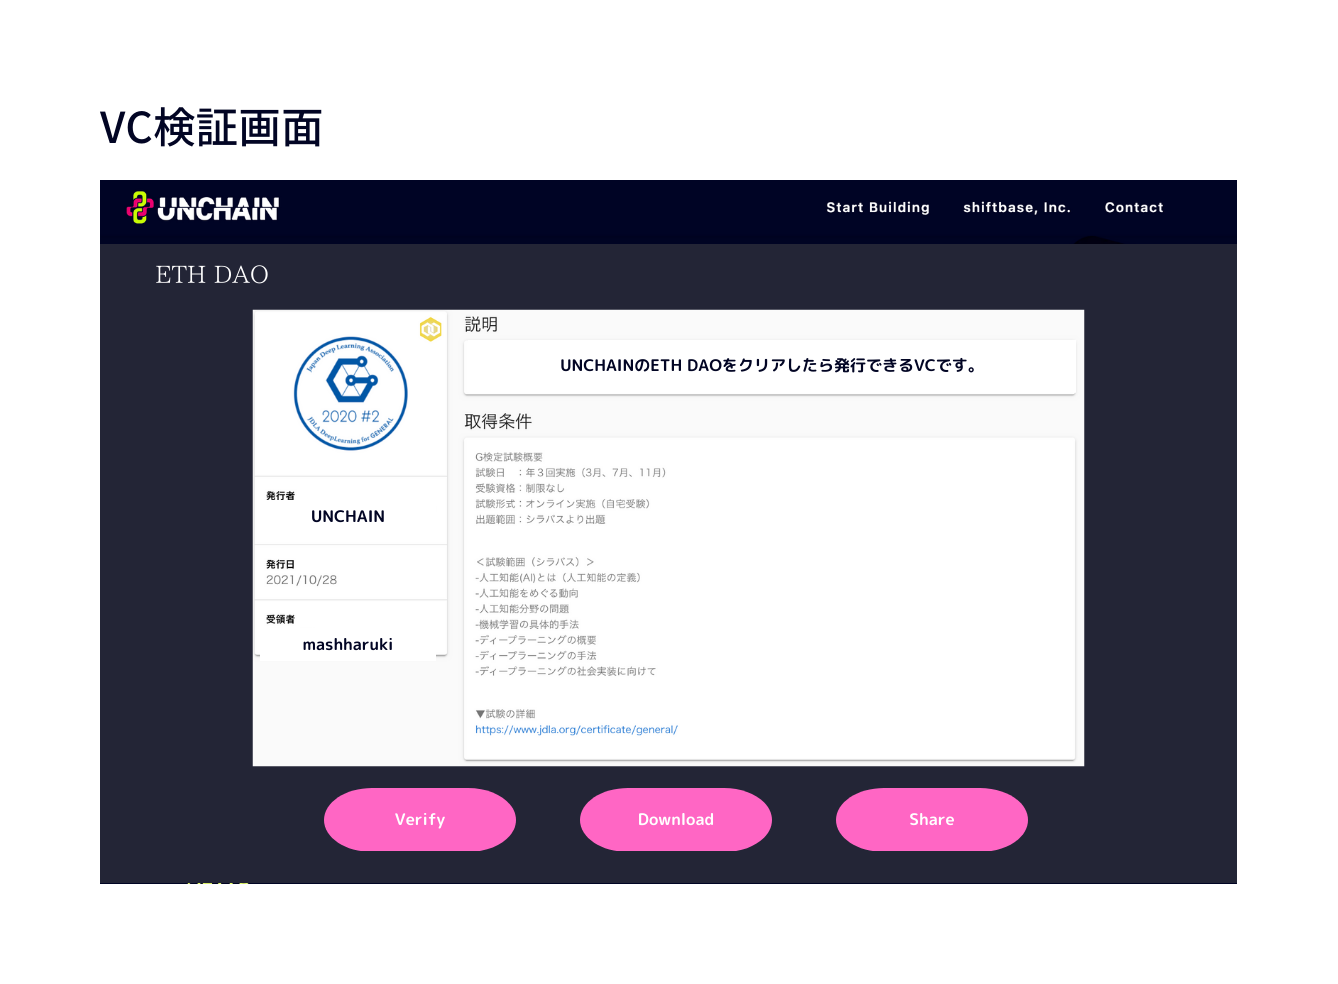 VC検証画面
UNCHAIN
Start Building
shiftbase, Inc.
Contact
ETH DAO
Japan Deep Learning Association
2020 #2
JDLA DeepLearning for GENERAL
発行者
UNCHAIN
発行日
2021/10/28
受領者
mashharuki
説明
UNCHAINのETH DAOをクリアしたら発行できるVCです。
取得条件
G検定試験概要
試験日　：年３回実施（3月、7月、11月）
受験資格：制限なし
試験形式：オンライン実施（自宅受験）
出題範囲：シラバスより出題
＜試験範囲（シラバス）＞
-人工知能(AI)とは（人工知能の定義）
-人工知能をめぐる動向
-人工知能分野の問題
-機械学習の具体的手法
-ディープラーニングの概要
-ディープラーニングの手法
-ディープラーニングの社会実装に向けて
▼試験の詳細
https://www.jdla.org/certificate/general/
Verify
Download
Share